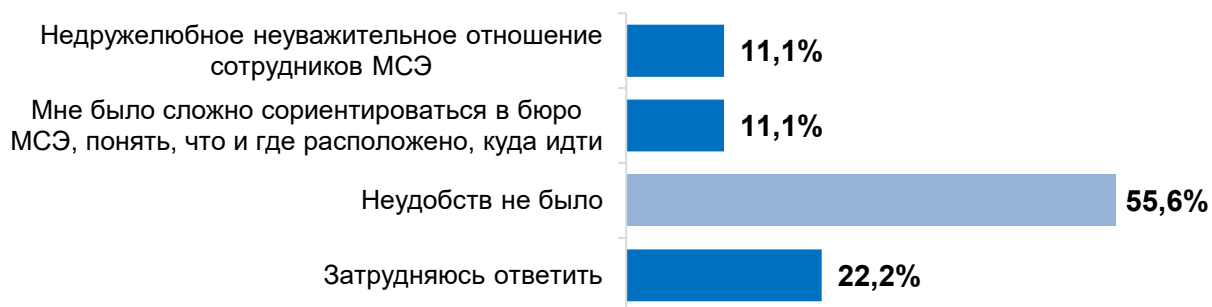 Недружелюбное неуважительное отношение
сотрудников МСЭ
11,1%
Мне было сложно сориентироваться в бюро
МСЭ, понять, что и где расположено, куда идти
11,1%
Неудобств не было
55,6%
Затрудняюсь ответить
22,2%